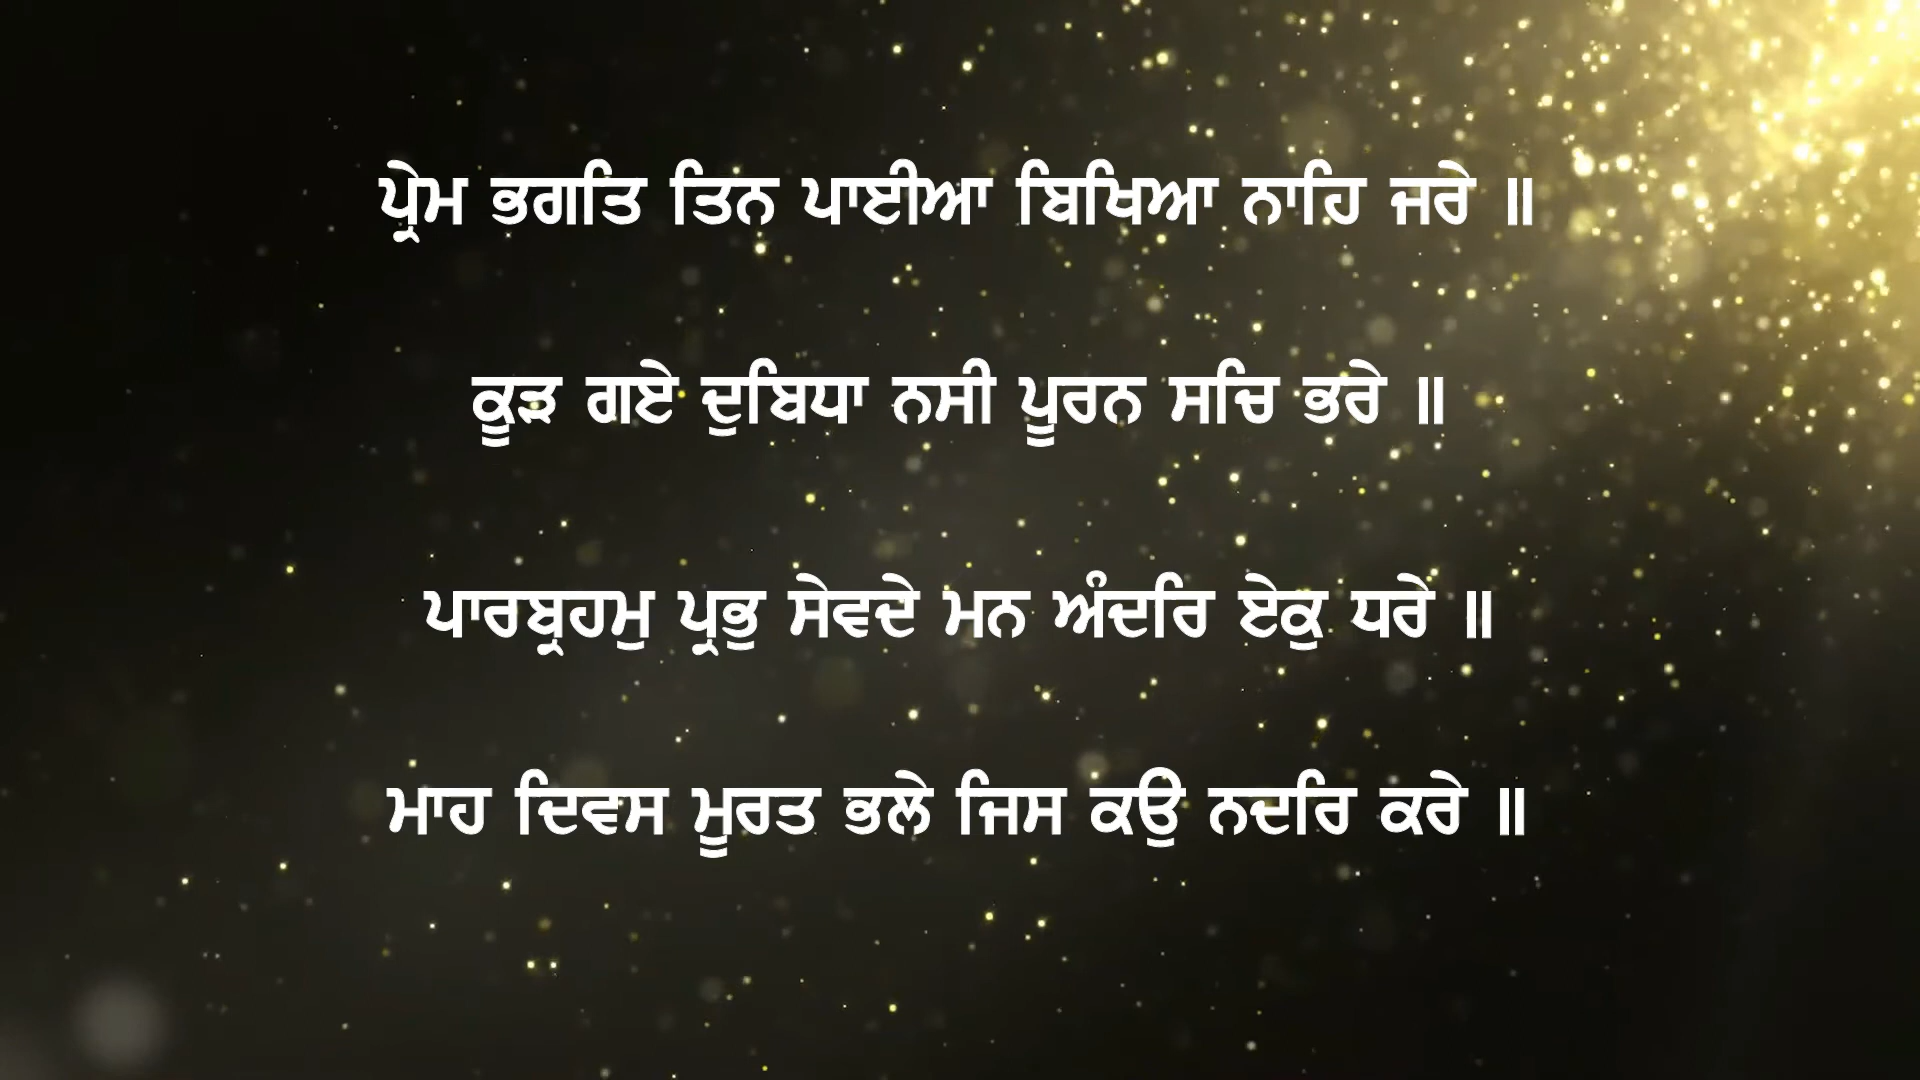 ਪ੍ਰੇਮ ਭਗਤਿ ਤਿਨ ਪਾਈਆ ਬਿਖਿਆ ਨਾਹਿ ਜਰੇ ॥
ਕੂੜ ਗਏ ਦੁਬਿਧਾ ਨਸੀ ਪੂਰਨ ਸਚਿ ਭਰੇ ॥
ਪਾਰਬ੍ਰਹਮੁ ਪ੍ਰਭੁ ਸੇਵਦੇ ਮਨ ਅੰਦਰਿ ਏਕੁ ਧਰੇ ॥
ਮਾਹ ਦਿਵਸ ਮੂਰਤ ਭਲੇ ਜਿਸ ਕਉ ਨਦਰਿ ਕਰੇ ॥